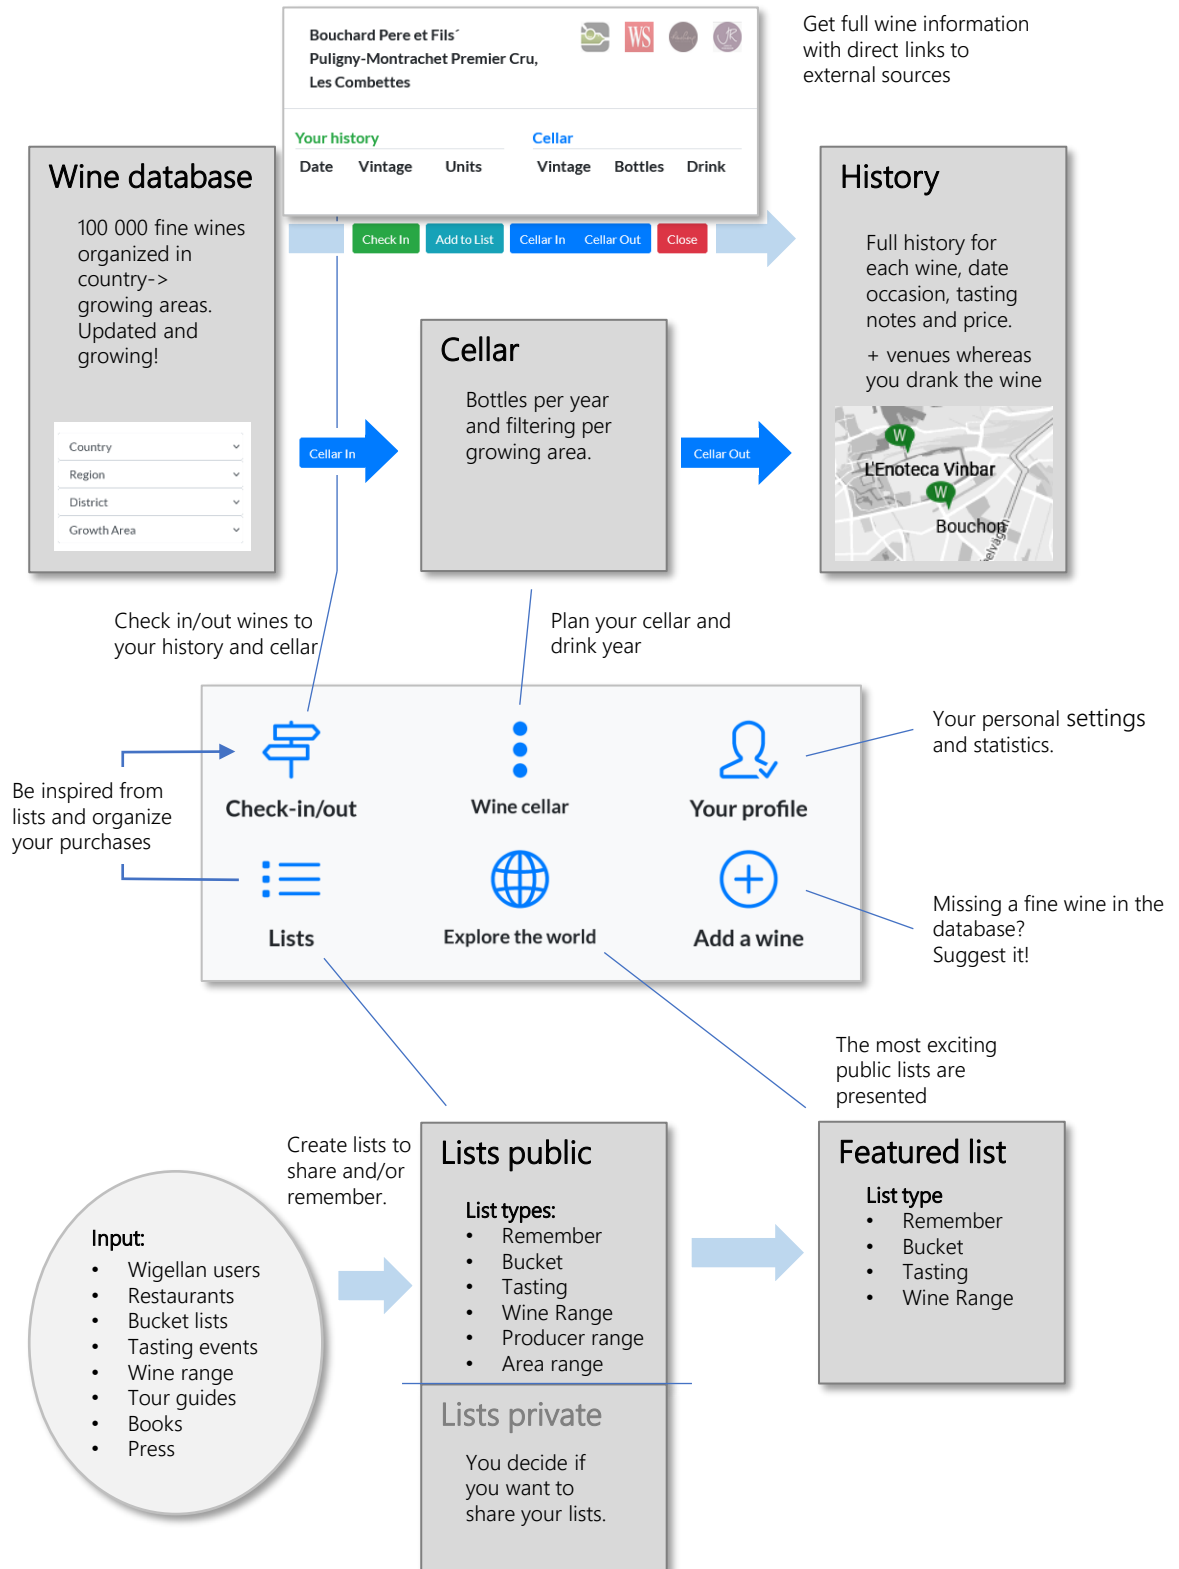 Bouchard Pere et Fils´
Puligny-Montrachet Premier Cru,
Les Combettes
WS
JR
Get full wine information
with direct links to
external sources
Your history
Date Vintage Units
Cellar
Vintage Bottles Drink
Check In
Add to List
Cellar In
Cellar Out
Close
Wine database
100 000 fine wines
organized in
country->
growing areas.
Updated and
growing!
Country
Region
District
Growth Area
Cellar In
Cellar
Bottles per year
and filtering per
growing area.
Cellar Out
History
Full history for
each wine, date
occasion, tasting
notes and price.
+ venues whereas
you drank the wine
W
L'Enoteca Vinbar
W
Bouchon
Check in/out wines to
your history and cellar
Plan your cellar and
drink year
Be inspired from
lists and organize
your purchases
Check-in/out
Wine cellar
Your profile
Lists
Explore the world
Add a wine
Your personal settings
and statistics.
Missing a fine wine in the
database?
Suggest it!
The most exciting
public lists are
presented
Create lists to
share and/or
remember.
Input:
• Wigellan users
• Restaurants
• Bucket lists
• Tasting events
• Wine range
• Tour guides
• Books
• Press
Lists public
List types:
• Remember
• Bucket
• Tasting
• Wine Range
• Producer range
• Area range
Lists private
You decide if
you want to
share your lists.
Featured list
List type
• Remember
• Bucket
• Tasting
• Wine Range